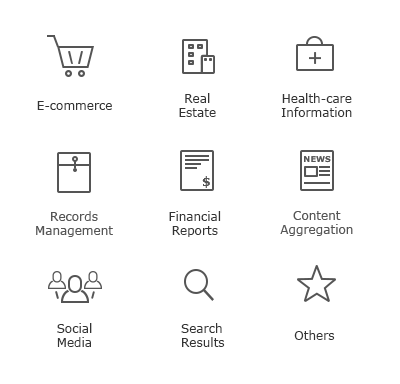 E-commerce
Real
Estate
Health-care
Information
Records
Management
$
Financial
Reports
NEWS
Content
Aggregation
Social
Media
Search
Results
Others